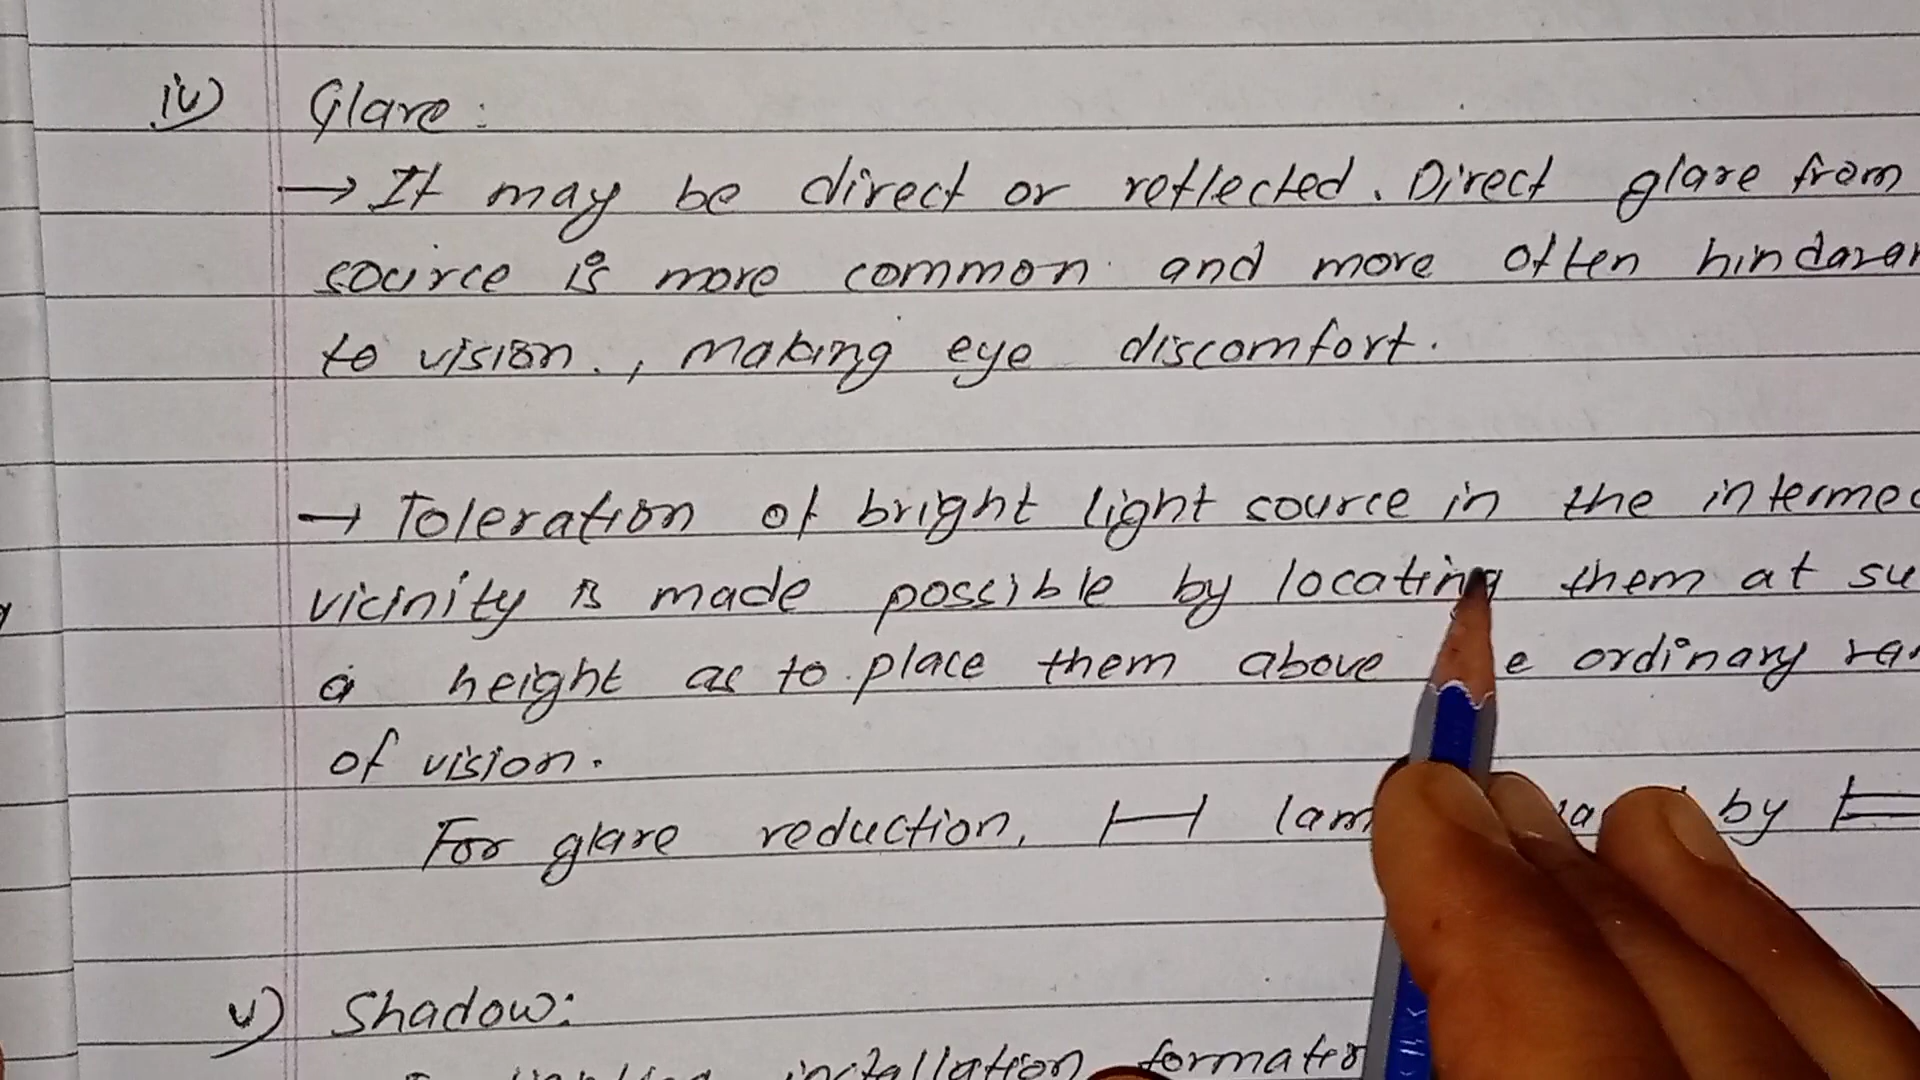 iv) Glare:
→ It may be direct or reflected. Direct glare from
source is more common and more often hindaran
to vision., making eye discomfort.
→ Toleration of bright light source in the intermed
vicinity is made possible by locating them at su
a height as to place them above e ordinary ran
of vision.
For glare reduction, lam by
v) Shadow:
installation formatio